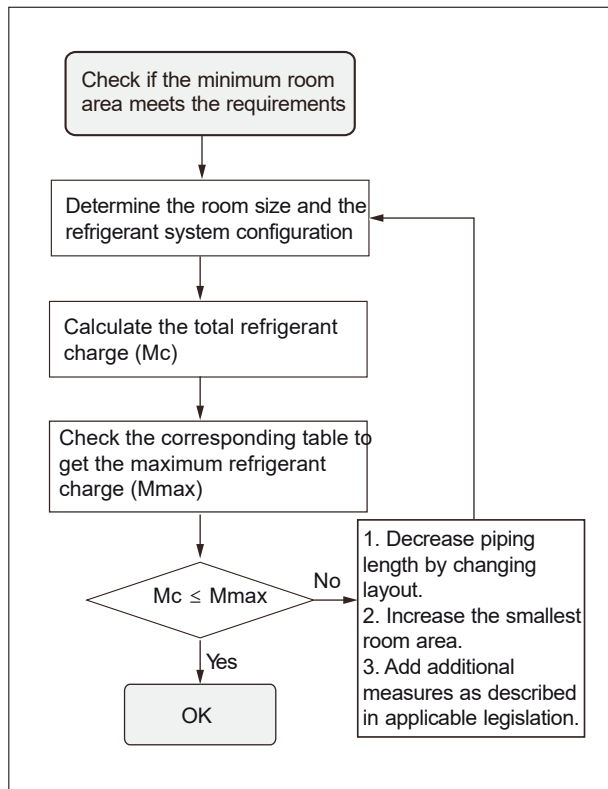 Check if the minimum room
area meets the requirements
Determine the room size and the
refrigerant system configuration
Calculate the total refrigerant
charge (Mc)
Check the corresponding table to
get the maximum refrigerant
charge (Mmax)
Mc ≤ Mmax
No
Yes
OK
1. Decrease piping
length by changing
layout.
2. Increase the smallest
room area.
3. Add additional
measures as described
in applicable legislation.